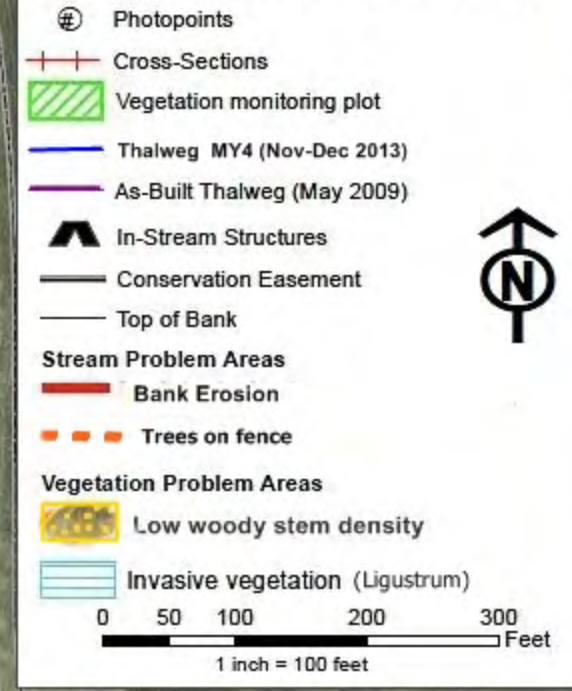 # Photopoints
Cross-Sections
Vegetation monitoring plot
Thalweg MY4 (Nov-Dec 2013)
As-Built Thalweg (May 2009)
In-Stream Structures
N
Conservation Easement
Top of Bank
Stream Problem Areas
Bank Erosion
Trees on fence
Vegetation Problem Areas
Low woody stem density
Invasive vegetation (Ligustrum)
0 50 100 200 300
Feet
1 inch = 100 feet